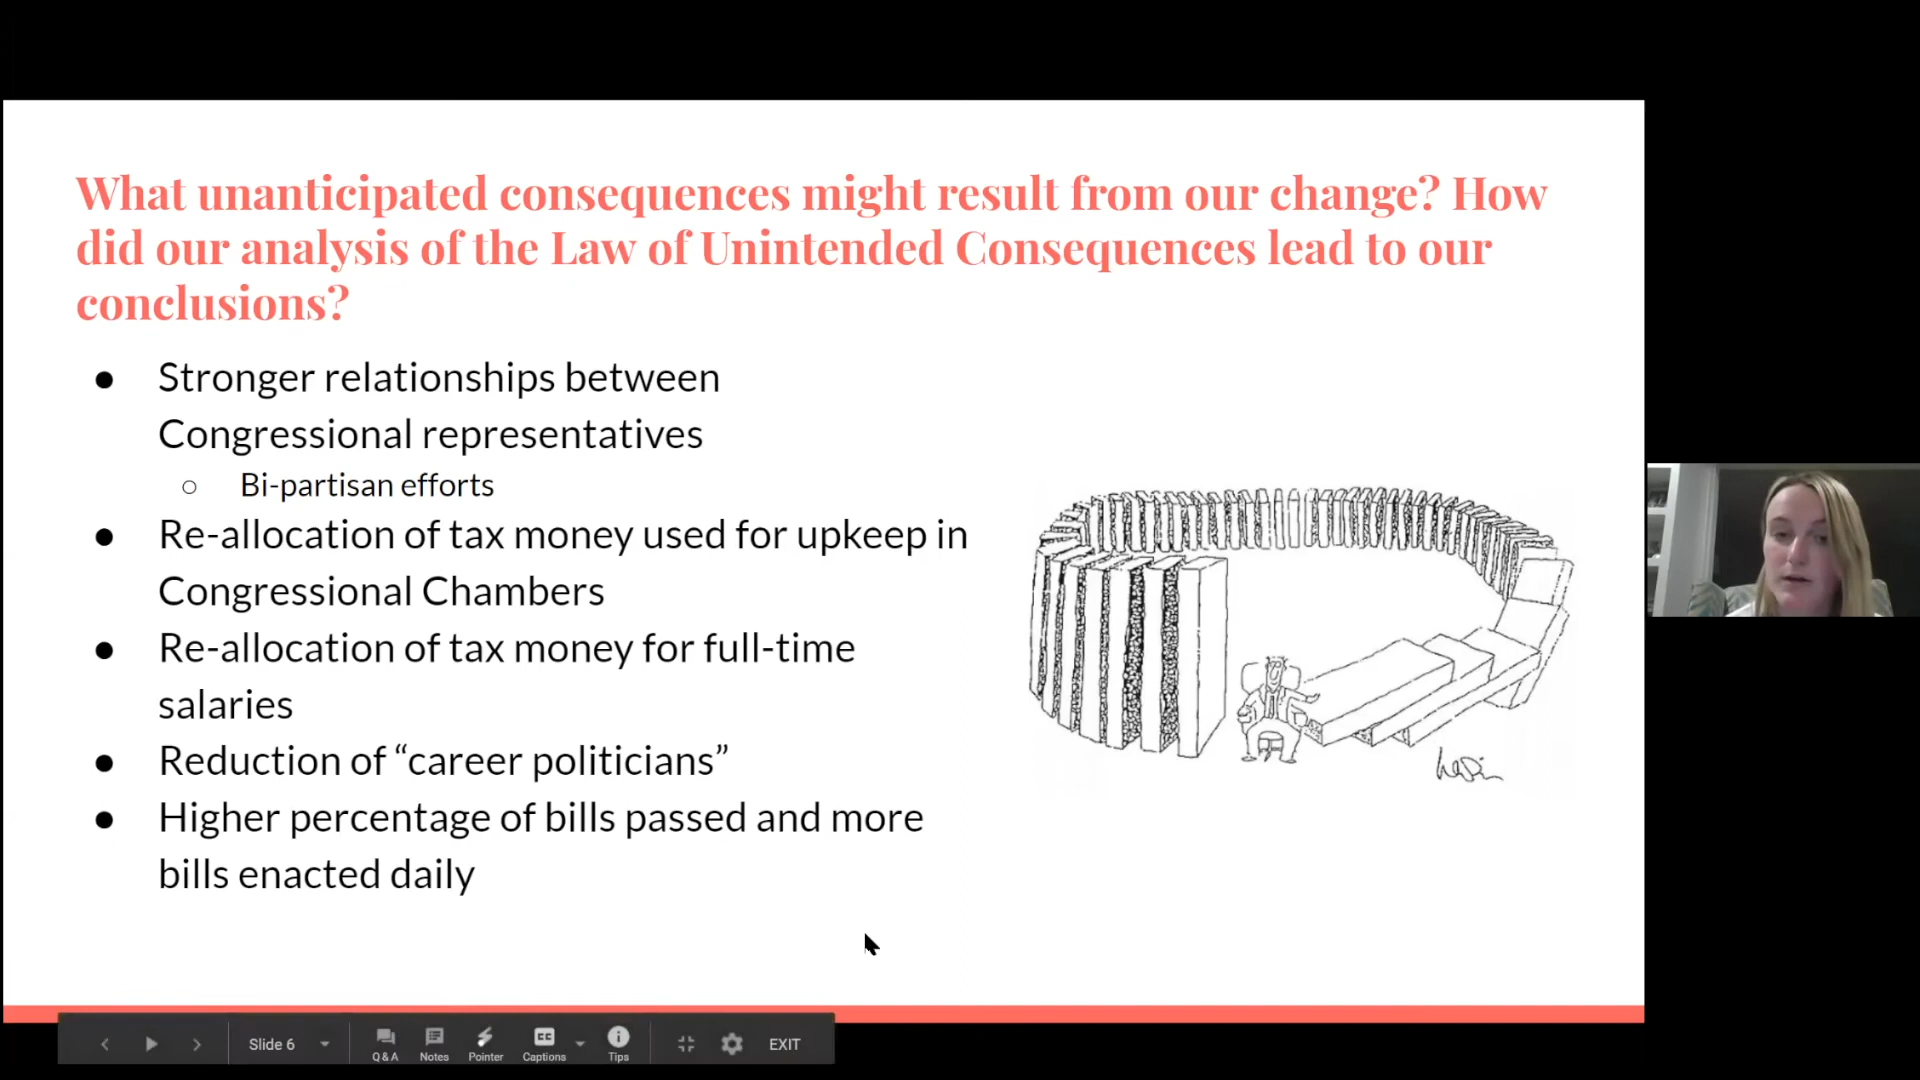 What unanticipated consequences might result from our change? How
did our analysis of the Law of Unintended Consequences lead to our
conclusions?
● Stronger relationships between
Congressional representatives
○ Bi-partisan efforts
● Re-allocation of tax money used for upkeep in
Congressional Chambers
● Re-allocation of tax money for full-time
salaries
● Reduction of “career politicians”
● Higher percentage of bills passed and more
bills enacted daily
Slide 6
Q & A
Notes
Pointer
CC
Captions
Tips
EXIT